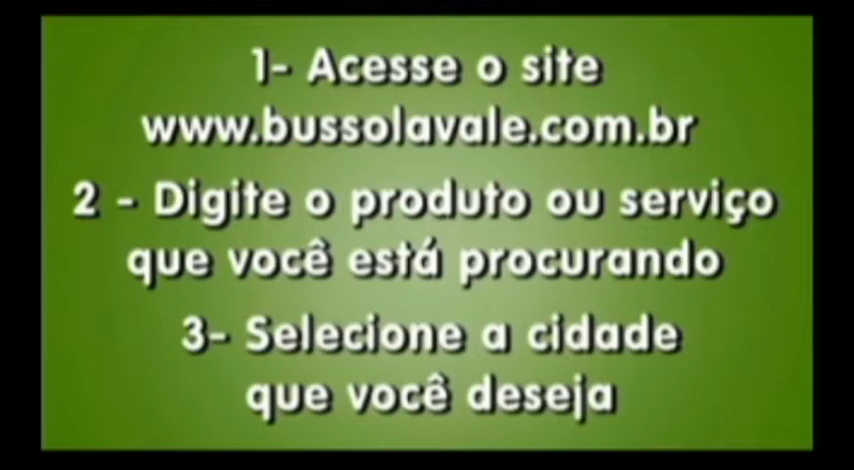 1- Acesse o site
www.bussolavale.com.br
2 - Digite o produto ou serviço
que você está procurando
3- Selecione a cidade
que você deseja